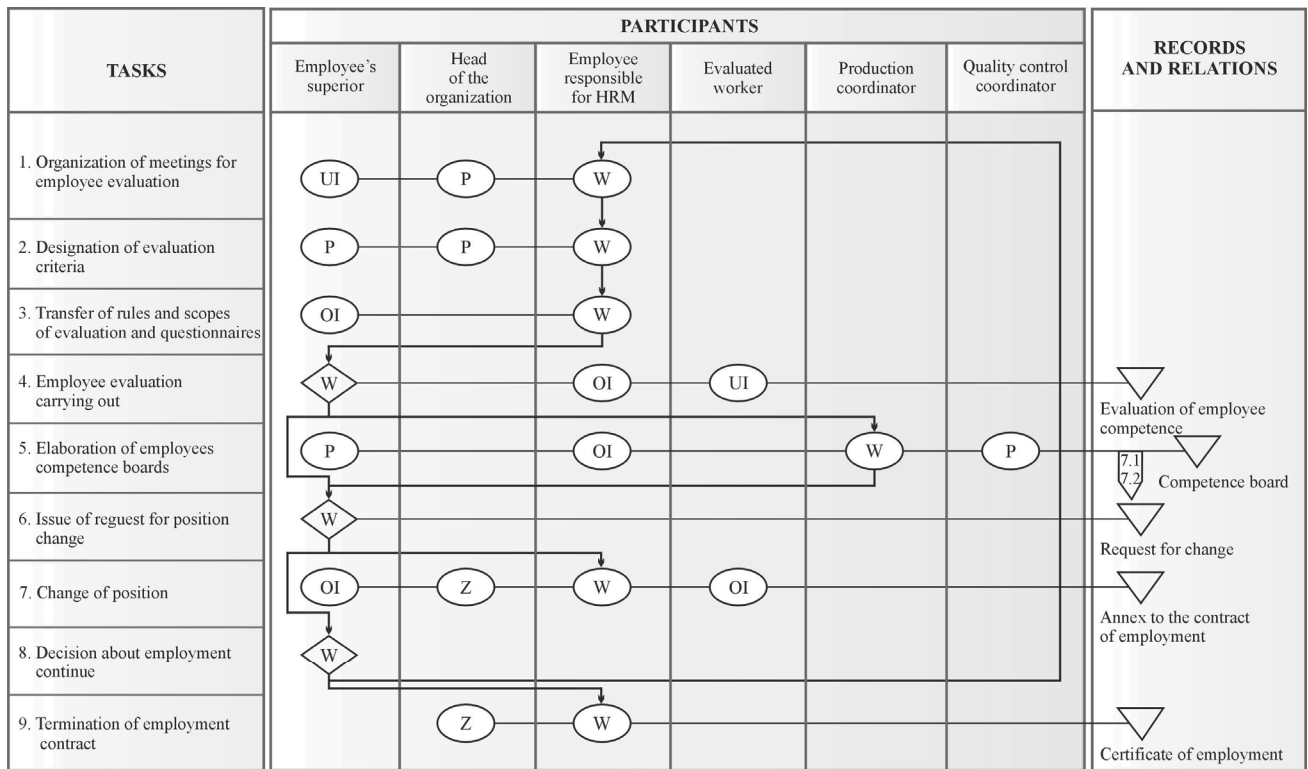 PARTICIPANTS
TASKS
Employee's
superior
Head
of the
organization
Employee
responsible
for HRM
Evaluated
worker
Production
coordinator
Quality control
coordinator
RECORDS
AND RELATIONS
1. Organization of meetings for
employee evaluation
UI
P
W
2. Designation of evaluation
criteria
P
P
W
3. Transfer of rules and scopes
of evaluation and questionnaires
OI
W
4. Employee evaluation
carrying out
W
OI
UI
Evaluation of employee
competence
5. Elaboration of employees
competence boards
P
OI
W
P
7.1
7.2
Competence board
6. Issue of reguest for position
change
W
Request for change
7. Change of position
OI
Z
W
OI
Annex to the contract
of employment
8. Decision about employment
continue
W
9. Termination of employment
contract
Z
W
Certificate of employment